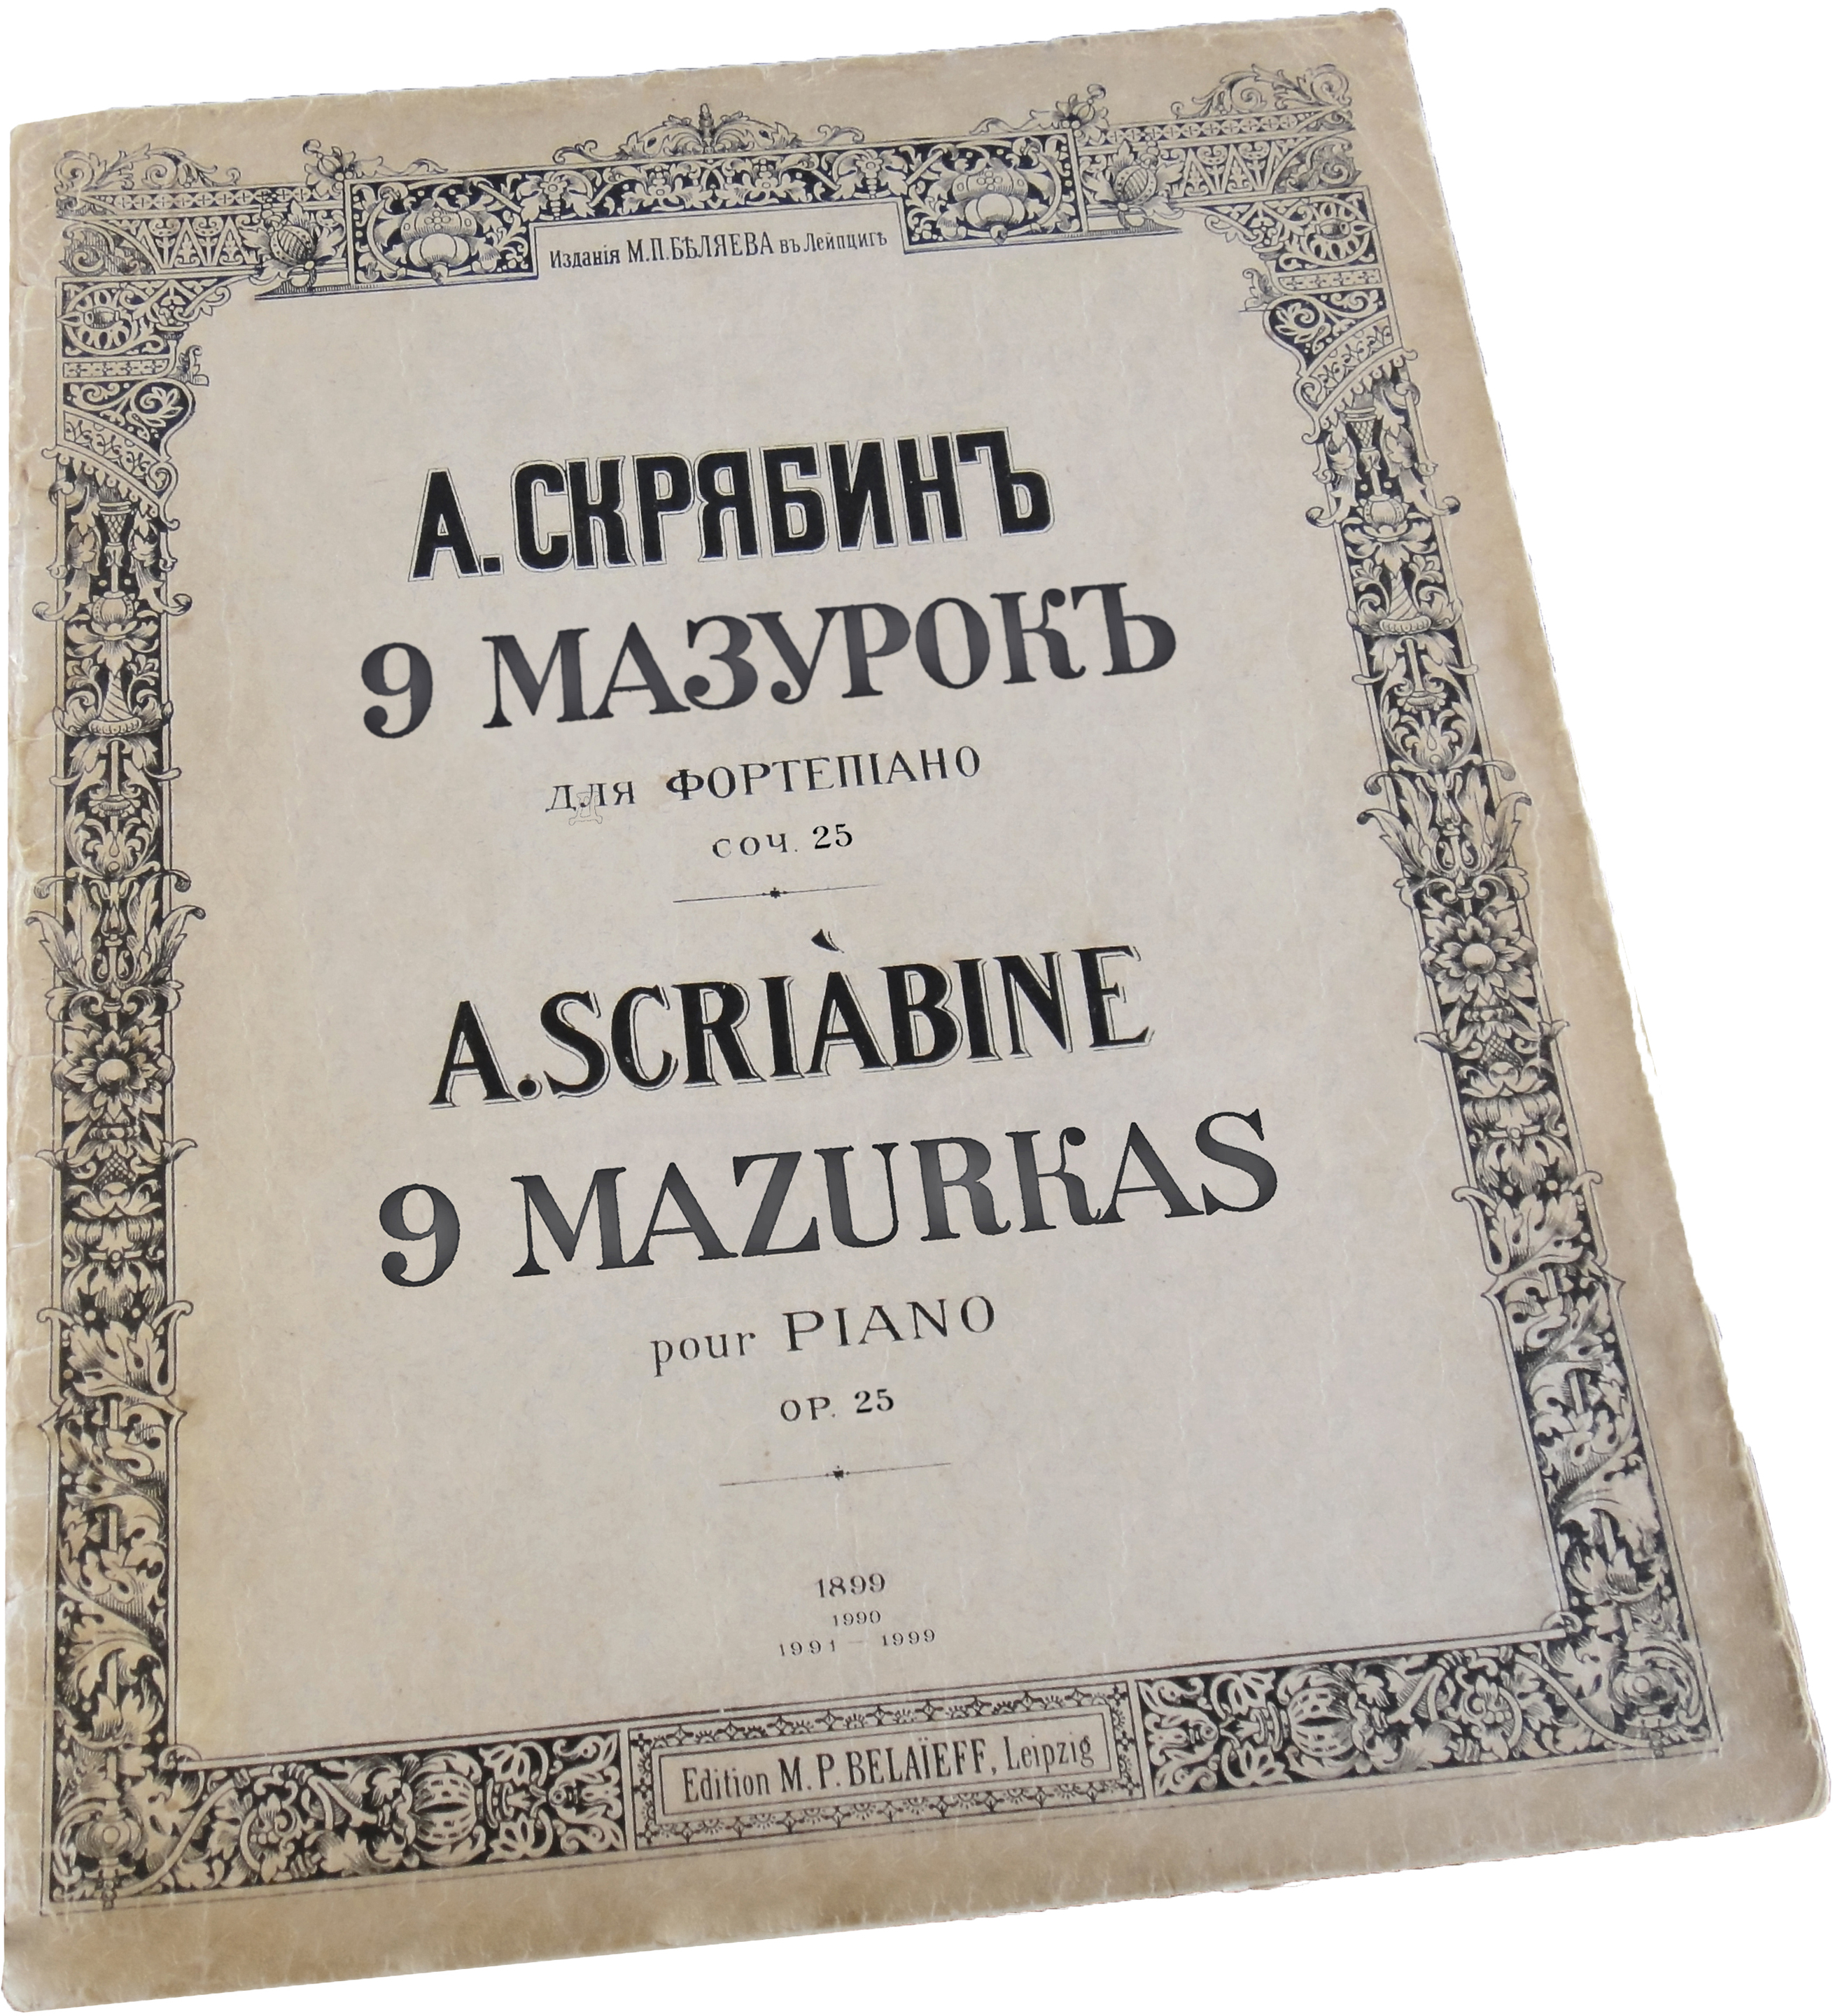 Изданія М.П.БѢЛЯЕВА въ Лейпцигѣ
А.СКРЯБИНЪ
9 МАЗУРОКЪ
ДЛЯ ФОРТЕПІАНО
СОЧ. 25
A.SCRIÀBINE
9 MAZURKAS
pour PIANO
OP. 25
1899
1990
1991 — 1999
Edition M. P. BELAÏEFF, Leipzig